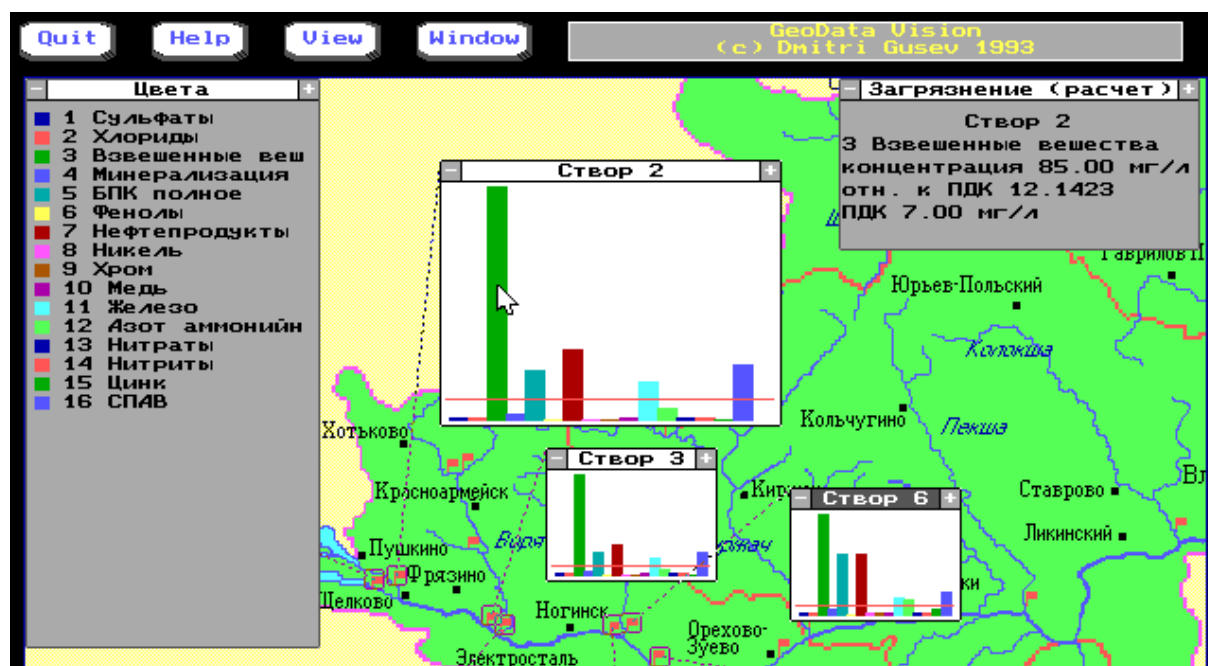 Quit
Help
View
Window
GeoData Vision
(c) Dmitri Gusev 1993
Цвета
1 Сульфаты
2 Хлориды
3 Взвешенные веш
4 Минерализация
5 БПК полное
6 Фенолы
7 Нефтепродукты
8 Никель
9 Хром
10 Медь
11 Железо
12 Азот аммонийн
13 Нитраты
14 Нитриты
15 Цинк
16 СПАВ
Загрязнение (расчет)
Створ 2
3 Взвешенные вешества
концентрация 85.00 мг/л
отн. к ПДК 12.1423
ПДК 7.00 мг/л
Створ 2
Гаврилов П
Юрьев-Польский
Колокша
Кольчугино
Пекша
Хотьково
Створ 3
Красноармейск
Створ 6
Ставрово
Ликинский
Пушкино
Фрязино
Щелково
Ногинск
Орехово-
Зуево
Электросталь